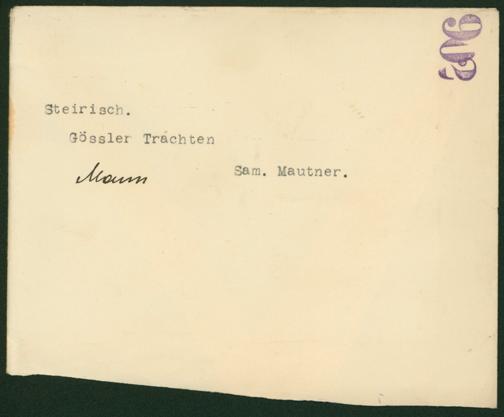 Steirisch.
Gössler Trachten
Mann
Sam. Mautner.